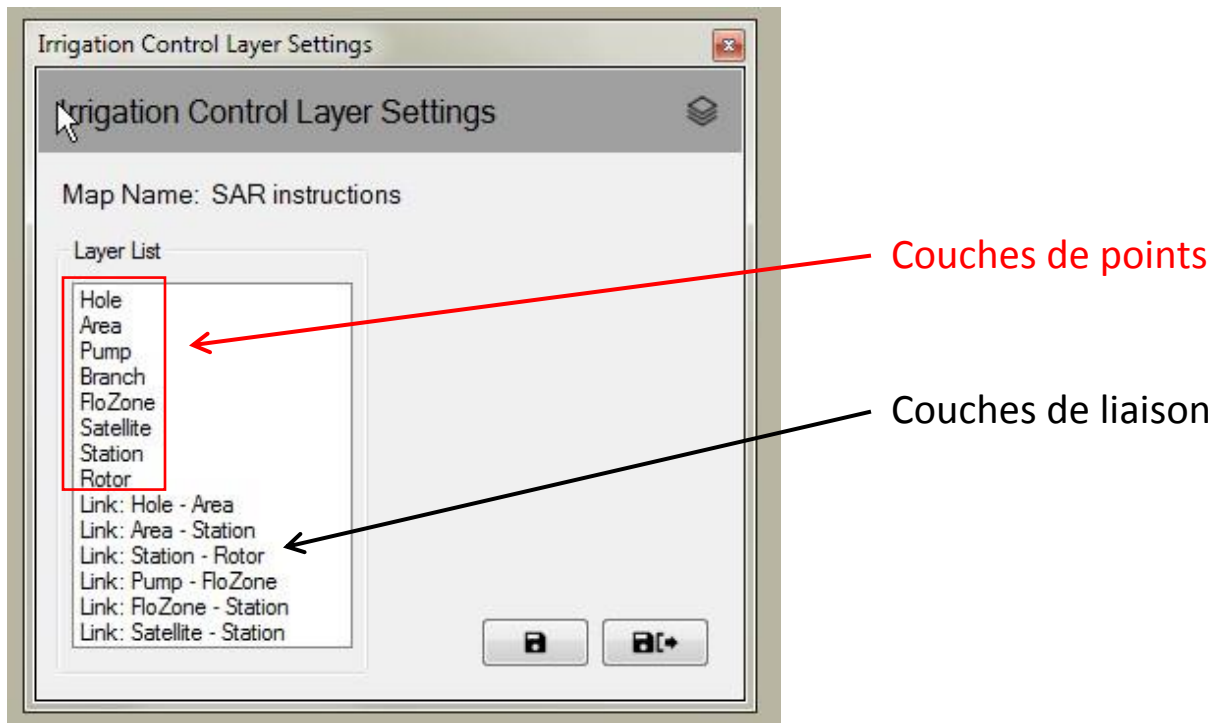 Irrigation Control Layer Settings
Irrigation Control Layer Settings
Map Name: SAR instructions
Layer List
Hole
Area
Pump
Branch
FloZone
Satellite
Station
Rotor
Link: Hole - Area
Link: Area - Station
Link: Station - Rotor
Link: Pump - FloZone
Link: FloZone - Station
Link: Satellite - Station
Couches de points
Couches de liaison